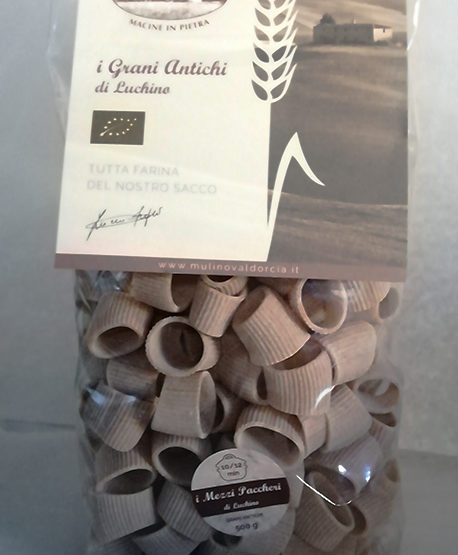 MACINE IN PIETRA
i Grani Antichi
di Luchino
TUTTA FARINA
DEL NOSTRO SACCO
www.mulinovaldorcia.it
10/12
min
i Mezzi Paccheri
di Luchino
500 g